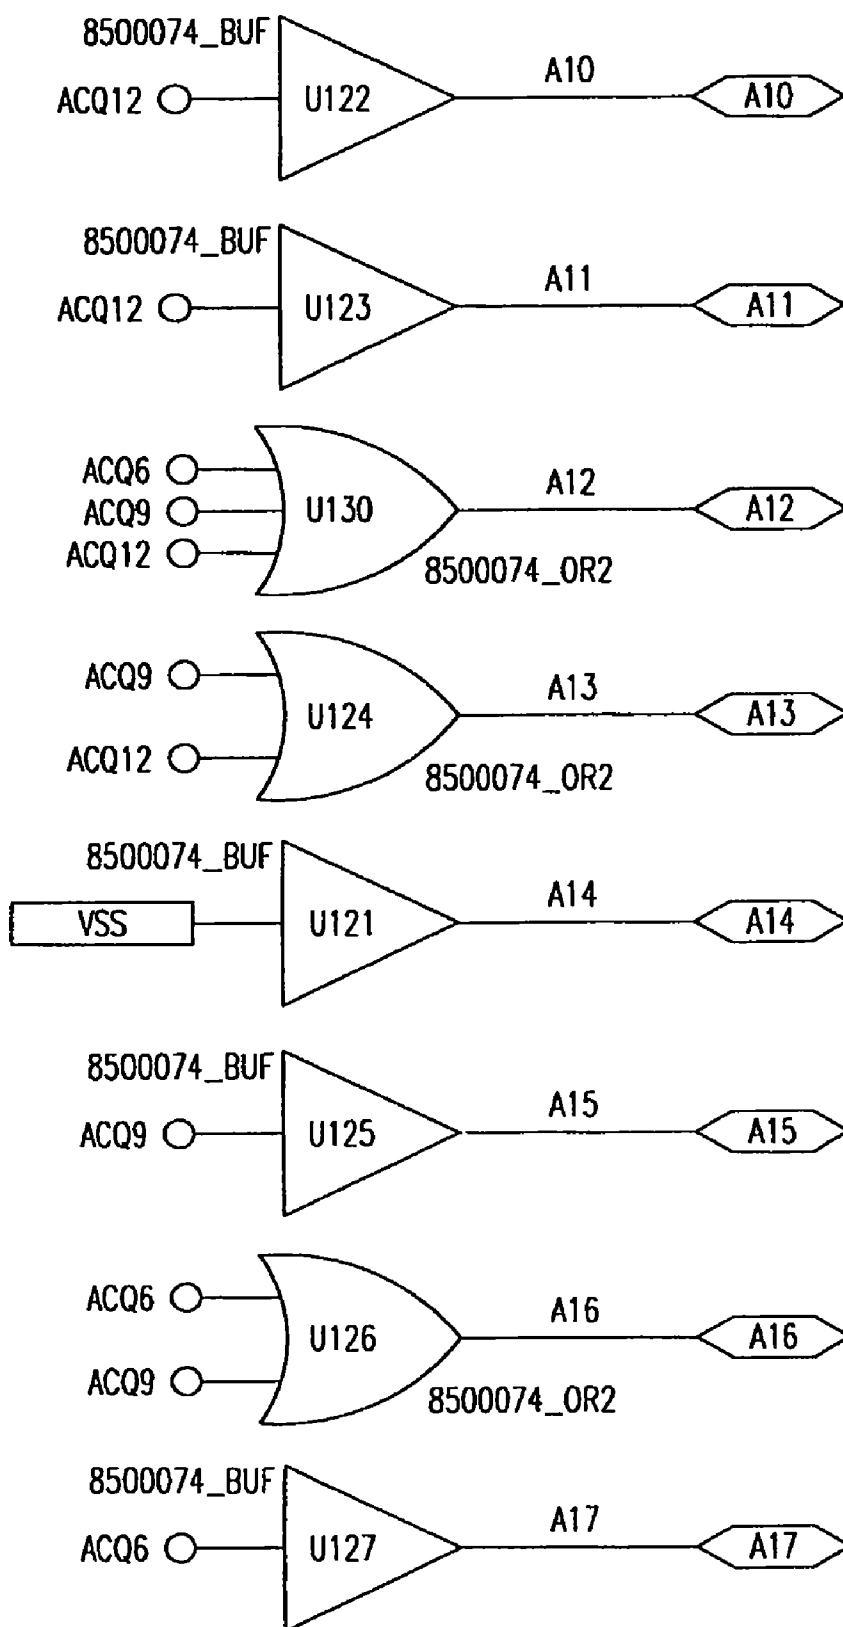 8500074_BUF
ACQ12 U122 A10 A10
8500074_BUF
ACQ12 U123 A11 A11
ACQ6
ACQ9 U130 A12 A12
ACQ12
8500074_OR2
ACQ9
U124 A13 A13
ACQ12
8500074_OR2
8500074_BUF
VSS U121 A14 A14
8500074_BUF
ACQ9 U125 A15 A15
ACQ6
U126 A16 A16
ACQ9
8500074_OR2
8500074_BUF
ACQ6 U127 A17 A17